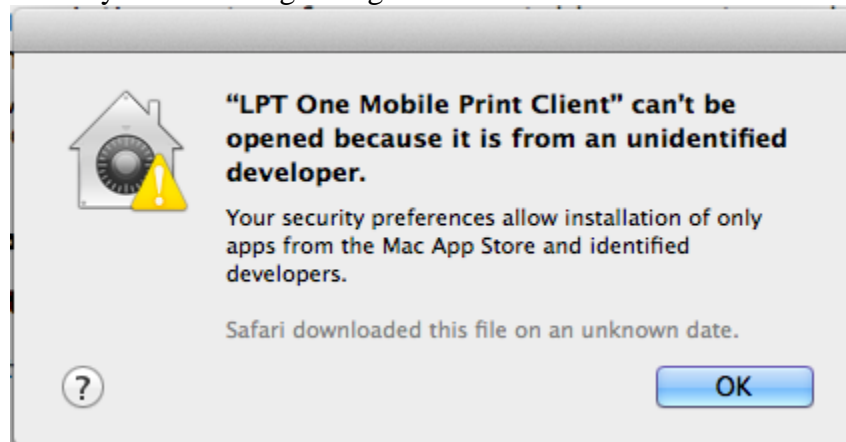 “LPT One Mobile Print Client” can’t be
opened because it is from an unidentified
developer.
Your security preferences allow installation of only
apps from the Mac App Store and identified
developers.
Safari downloaded this file on an unknown date.
?
OK